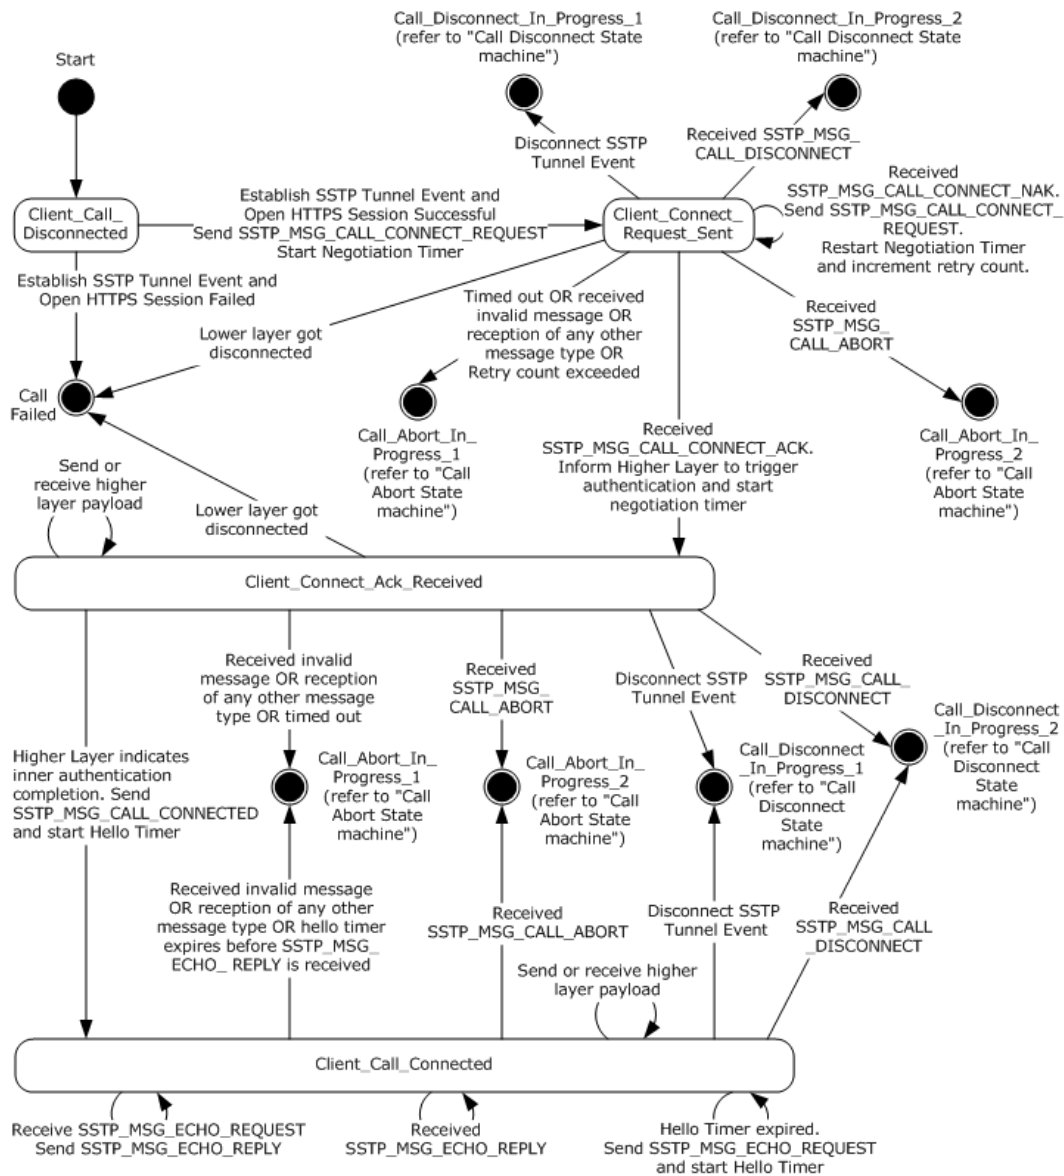 Call_Disconnect_In_Progress_1
(refer to "Call Disconnect State
machine")
Call_Disconnect_In_Progress_2
(refer to "Call Disconnect State
machine")
Start
Disconnect SSTP
Tunnel Event
Received SSTP_MSG_
CALL_DISCONNECT
Client_Call_
Disconnected
Establish SSTP Tunnel Event and
Open HTTPS Session Successful
Send SSTP_MSG_CALL_CONNECT_REQUEST
Start Negotiation Timer
Client_Connect_
Request_Sent
Received
SSTP_MSG_CALL_CONNECT_NAK.
Send SSTP_MSG_CALL_CONNECT_
REQUEST.
Restart Negotiation Timer
and increment retry count.
Establish SSTP Tunnel Event and
Open HTTPS Session Failed
Lower layer got
disconnected
Timed out OR received
invalid message OR
reception of any other
message type OR
Retry count exceeded
Received
SSTP_MSG_
CALL_ABORT
Call
Failed
Call_Abort_In_
Progress_1
(refer to "Call
Abort State
machine")
Received
SSTP_MSG_CALL_CONNECT_ACK.
Inform Higher Layer to trigger
authentication and start
negotiation timer
Call_Abort_In_
Progress_2
(refer to "Call
Abort State
machine")
Send or
receive higher
layer payload
Lower layer got
disconnected
Client_Connect_Ack_Received
Received invalid
message OR reception
of any other message
type OR timed out
Received
SSTP_MSG_
CALL_ABORT
Disconnect SSTP
Tunnel Event
Received
SSTP_MSG_CALL_
DISCONNECT
Higher Layer indicates
inner authentication
completion. Send
SSTP_MSG_CALL_CONNECTED
and start Hello Timer
Call_Abort_In_
Progress_1
(refer to "Call
Abort State
machine")
Call_Abort_In_
Progress_2
(refer to "Call
Abort State
machine")
Call_Disconnect
_In_Progress_1
(refer to "Call
Disconnect
State
machine")
Call_Disconnect
_In_Progress_2
(refer to "Call
Disconnect
State
machine")
Received invalid message
OR reception of any other
message type OR hello timer
expires before SSTP_MSG_
ECHO_ REPLY is received
Received
SSTP_MSG_CALL_ABORT
Disconnect SSTP
Tunnel Event
Received
SSTP_MSG_CALL
_DISCONNECT
Send or receive higher
layer payload
Client_Call_Connected
Receive SSTP_MSG_ECHO_REQUEST
Send SSTP_MSG_ECHO_REPLY
Received
SSTP_MSG_ECHO_REPLY
Hello Timer expired.
Send SSTP_MSG_ECHO_REQUEST
and start Hello Timer